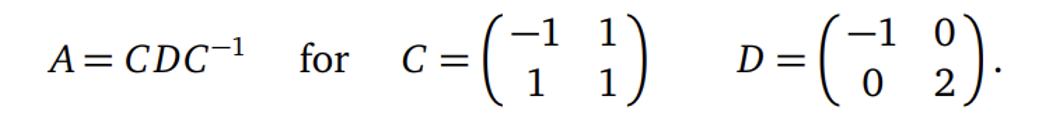 A = CDC⁻¹ for C = (−1 1; 1 1) D = (−1 0; 0 2).